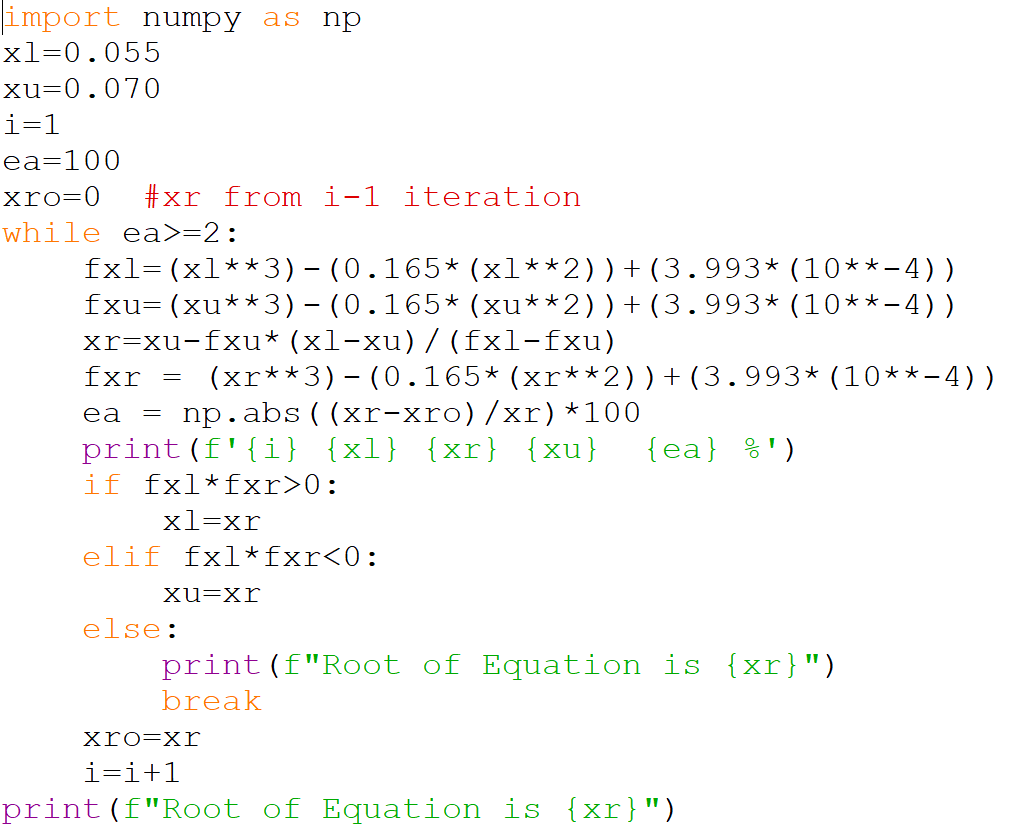 import numpy as np
xl=0.055
xu=0.070
i=1
ea=100
xro=0  #xr from i-1 iteration
while ea>=2:
    fxl=(xl**3)-(0.165*(xl**2))+(3.993*(10**-4))
    fxu=(xu**3)-(0.165*(xu**2))+(3.993*(10**-4))
    xr=xu-fxu*(xl-xu)/(fxl-fxu)
    fxr = (xr**3)-(0.165*(xr**2))+(3.993*(10**-4))
    ea = np.abs((xr-xro)/xr)*100
    print(f'{i} {xl} {xr} {xu}  {ea} %')
    if fxl*fxr>0:
        xl=xr
    elif fxl*fxr<0:
        xu=xr
    else:
        print(f"Root of Equation is {xr}")
        break
    xro=xr
    i=i+1
print(f"Root of Equation is {xr}")